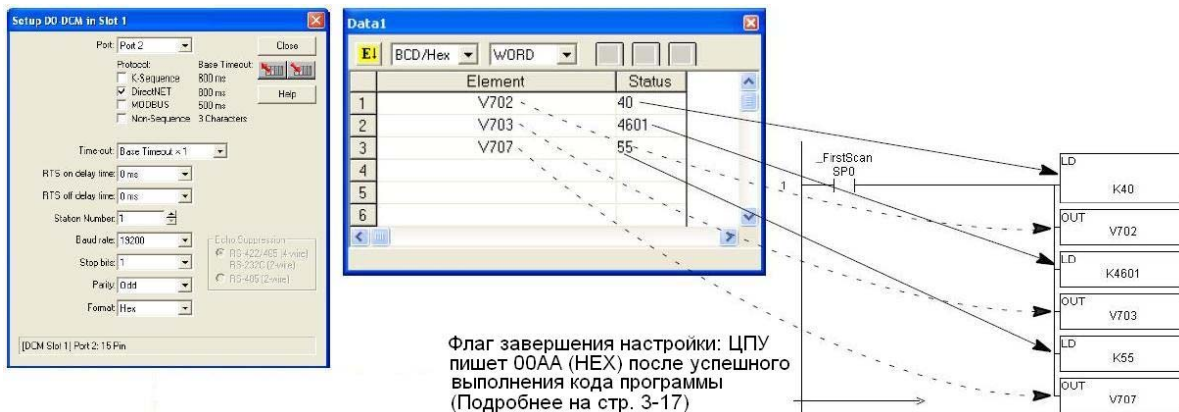 Setup D0-DCM in Slot 1
Port: Port 2
Close
Protocol: Base Timeout:
K-Sequence 800 ms
DirectNET 800 ms
MODBUS 500 ms
Non-Sequence 3 Characters
Help
Time-out: Base Timeout × 1
RTS on delay time: 0 ms
RTS off delay time: 0 ms
Station Number: 1
Baud rate: 19200
Stop bits: 1
Parity: Odd
Format: Hex
Echo Suppression
RS-422/485 (4-wire)
RS-232C (2-wire)
RS-485 (2-wire)
[DCM Slot 1] Port 2: 15 Pin
Data1
BCD/Hex WORD
Element Status
1 V702 40
2 V703 4601
3 V707 55
4
5
6
_FirstScan
SP0
1
LD
K40
OUT
V702
LD
K4601
OUT
V703
LD
K55
OUT
V707
Флаг завершения настройки: ЦПУ
пишет 00AA (HEX) после успешного
выполнения кода программы
(Подробнее на стр. 3-17)